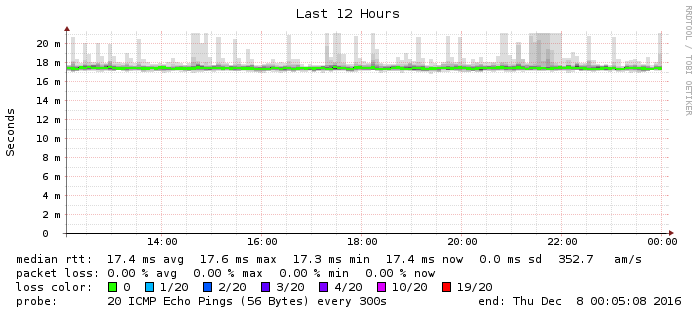 Last 12 Hours
RRDTOOL / TOBI OETIKER
Seconds
20 m
18 m
16 m
14 m
12 m
10 m
8 m
6 m
4 m
2 m
0
14:00 16:00 18:00 20:00 22:00 00:00
median rtt: 17.4 ms avg 17.6 ms max 17.3 ms min 17.4 ms now 0.0 ms sd 352.7 am/s
packet loss: 0.00 % avg 0.00 % max 0.00 % min 0.00 % now
loss color: 0 1/20 2/20 3/20 4/20 10/20 19/20
probe: 20 ICMP Echo Pings (56 Bytes) every 300s end: Thu Dec 8 00:05:08 2016